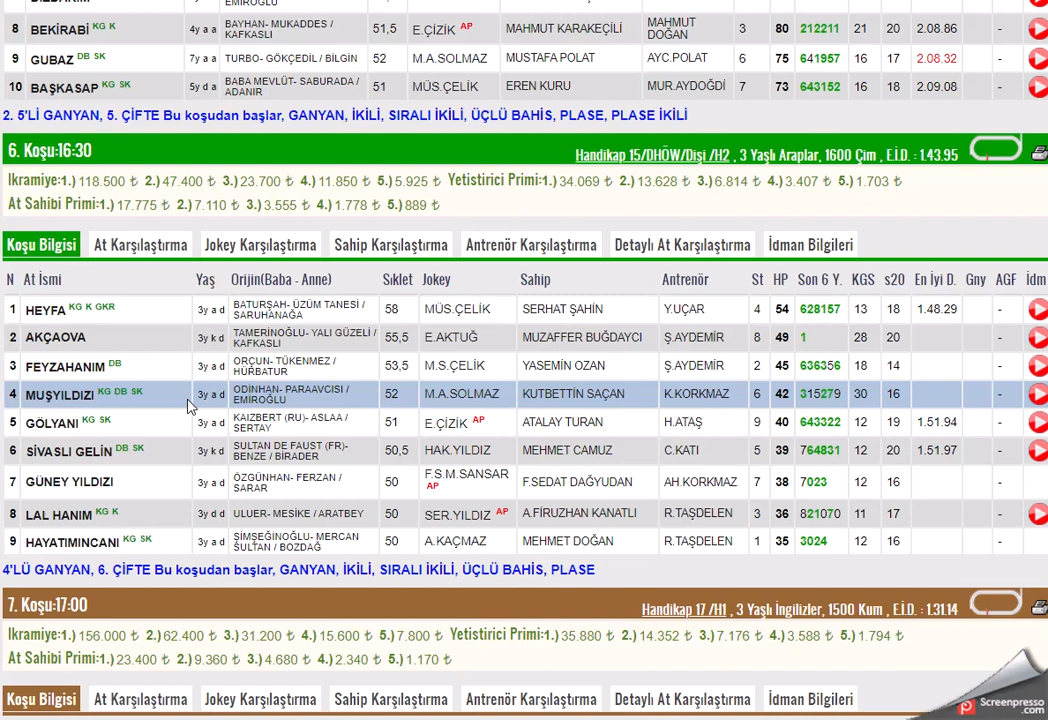 EMİROĞLU
8 BEKİRABİ KG K 4y a a BAYHAN- MUKADDES / KAFKASLI 51,5 E.ÇİZİK AP MAHMUT KARAKEÇİLİ MAHMUT DOĞAN 3 80 212211 21 20 2.08.86 -
9 GUBAZ DB SK 7y a a TURBO- GÖKÇEDİL / BİLGİN 52 M.A.SOLMAZ MUSTAFA POLAT AYC.POLAT 6 75 641957 16 17 2.08.32 -
10 BAŞKASAP KG SK 5y d a BABA MEVLÜT- SABURADA / ADANIR 51 MÜS.ÇELİK EREN KURU MUR.AYDOĞDİ 7 73 643152 16 18 2.09.08 -
2. 5'Lİ GANYAN, 5. ÇİFTE Bu koşudan başlar, GANYAN, İKİLİ, SIRALI İKİLİ, ÜÇLÜ BAHİS, PLASE, PLASE İKİLİ
6. Koşu:16:30 Handikap 15/DHÖW/Dişi /H2 , 3 Yaşlı Araplar, 1600 Çim , E.İ.D. : 1.43.95
Ikramiye:1.) 118.500 ₺ 2.) 47.400 ₺ 3.) 23.700 ₺ 4.) 11.850 ₺ 5.) 5.925 ₺ Yetistirici Primi:1.) 34.069 ₺ 2.) 13.628 ₺ 3.) 6.814 ₺ 4.) 3.407 ₺ 5.) 1.703 ₺
At Sahibi Primi:1.) 17.775 ₺ 2.) 7.110 ₺ 3.) 3.555 ₺ 4.) 1.778 ₺ 5.) 889 ₺
Koşu Bilgisi At Karşılaştırma Jokey Karşılaştırma Sahip Karşılaştırma Antrenör Karşılaştırma Detaylı At Karşılaştırma İdman Bilgileri
N At İsmi Yaş Orijin(Baba - Anne) Sıklet Jokey Sahip Antrenör St HP Son 6 Y. KGS s20 En İyi D. Gny AGF İdm
1 HEYFA KG K GKR 3y a d BATURŞAH- ÜZÜM TANESİ / SARUHANAĞA 58 MÜS.ÇELİK SERHAT ŞAHİN Y.UÇAR 4 54 628157 13 18 1.48.29 -
2 AKÇAOVA 3y k d TAMERİNOĞLU- YALI GÜZELİ / KAFKASLI 55,5 E.AKTUĞ MUZAFFER BUĞDAYCI Ş.AYDEMİR 8 49 1 28 20 -
3 FEYZAHANIM DB 3y a d ORÇUN- TÜKENMEZ / HÜRBATUR 53,5 M.S.ÇELİK YASEMİN OZAN Ş.AYDEMİR 2 45 636356 18 14 -
4 MUŞYILDIZI KG DB SK 3y a d ODİNHAN- PARAAVCISI / EMİROĞLU 52 M.A.SOLMAZ KUTBETTİN SAÇAN K.KORKMAZ 6 42 315279 30 16 -
5 GÖLYANI KG SK 3y a d KAIZBERT (RU)- ASLAA / SERTAY 51 E.ÇİZİK AP ATALAY TURAN H.ATAŞ 9 40 643322 12 19 1.51.94 -
6 SİVASLI GELİN DB SK 3y k d SULTAN DE FAUST (FR)- BENZE / BİRADER 50,5 HAK.YILDIZ MEHMET CAMUZ C.KATI 5 39 764831 12 20 1.51.97 -
7 GÜNEY YILDIZI 3y a d ÖZGÜNHAN- FERZAN / SARAR 50 F.S.M.SANSAR AP F.SEDAT DAĞYUDAN AH.KORKMAZ 7 38 7023 12 16 -
8 LAL HANIM KG K 3y d d ULUER- MESİKE / ARATBEY 50 SER.YILDIZ AP A.FİRUZHAN KANATLI R.TAŞDELEN 3 36 821070 11 17 -
9 HAYATIMINCANI KG SK 3y a d ŞİMŞEĞİNOĞLU- MERCAN SULTAN / BOZDAĞ 50 A.KAÇMAZ MEHMET DOĞAN R.TAŞDELEN 1 35 3024 12 16 -
4'LÜ GANYAN, 6. ÇİFTE Bu koşudan başlar, GANYAN, İKİLİ, SIRALI İKİLİ, ÜÇLÜ BAHİS, PLASE
7. Koşu:17:00 Handikap 17 /H1 , 3 Yaşlı İngilizler, 1500 Kum , E.İ.D. : 1.31.14
Ikramiye:1.) 156.000 ₺ 2.) 62.400 ₺ 3.) 31.200 ₺ 4.) 15.600 ₺ 5.) 7.800 ₺ Yetistirici Primi:1.) 35.880 ₺ 2.) 14.352 ₺ 3.) 7.176 ₺ 4.) 3.588 ₺ 5.) 1.794 ₺
At Sahibi Primi:1.) 23.400 ₺ 2.) 9.360 ₺ 3.) 4.680 ₺ 4.) 2.340 ₺ 5.) 1.170 ₺
Koşu Bilgisi At Karşılaştırma Jokey Karşılaştırma Sahip Karşılaştırma Antrenör Karşılaştırma Detaylı At Karşılaştırma İdman Bilgileri
Screenpresso
.com